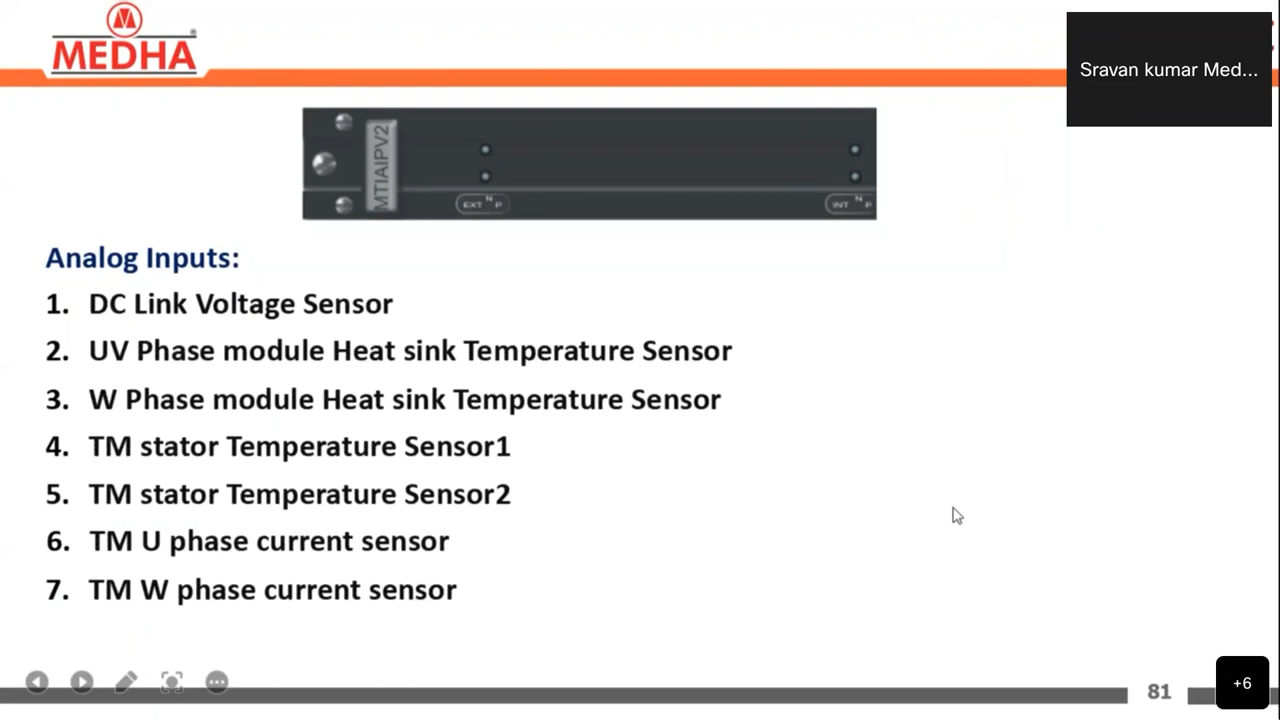 MEDHA
Sravan kumar Med...
MTIAIPV2
EXT N P
INT N P
Analog Inputs:
1. DC Link Voltage Sensor
2. UV Phase module Heat sink Temperature Sensor
3. W Phase module Heat sink Temperature Sensor
4. TM stator Temperature Sensor1
5. TM stator Temperature Sensor2
6. TM U phase current sensor
7. TM W phase current sensor
81
+6